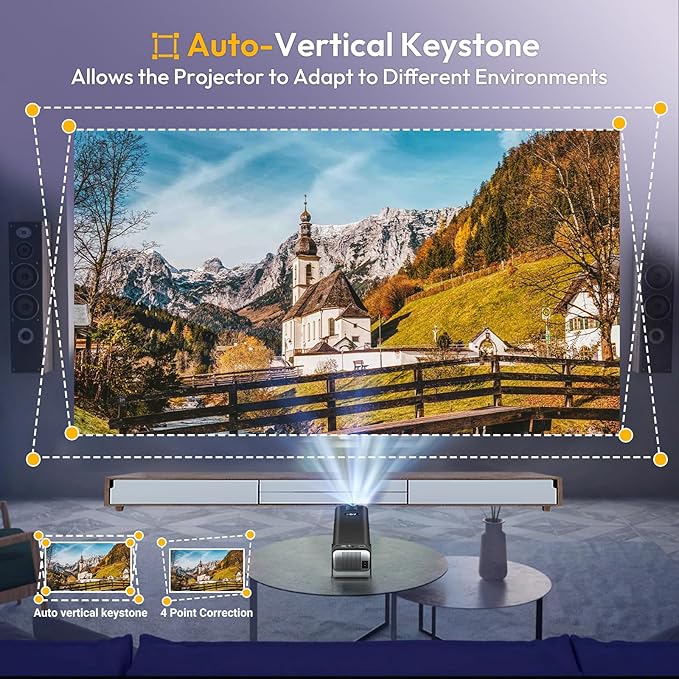 Auto-Vertical Keystone
Allows the Projector to Adapt to Different Environments
Auto vertical keystone
4 Point Correction